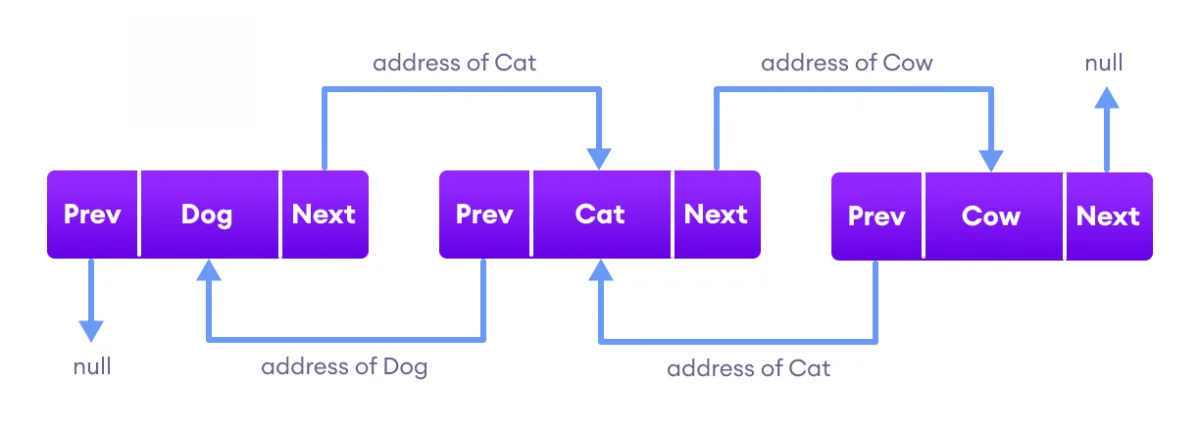 address of Cat
address of Cow
null
Prev Dog Next
Prev Cat Next
Prev Cow Next
null
address of Dog
address of Cat